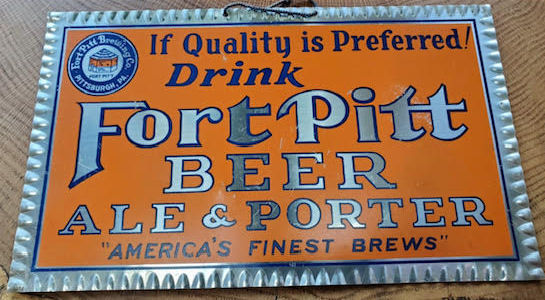 Fort Pitt Brewing Co.
FORT PITT
PITTSBURGH, PA.
If Quality is Preferred!
Drink
Fort Pitt
BEER
ALE & PORTER
"AMERICA'S FINEST BREWS"